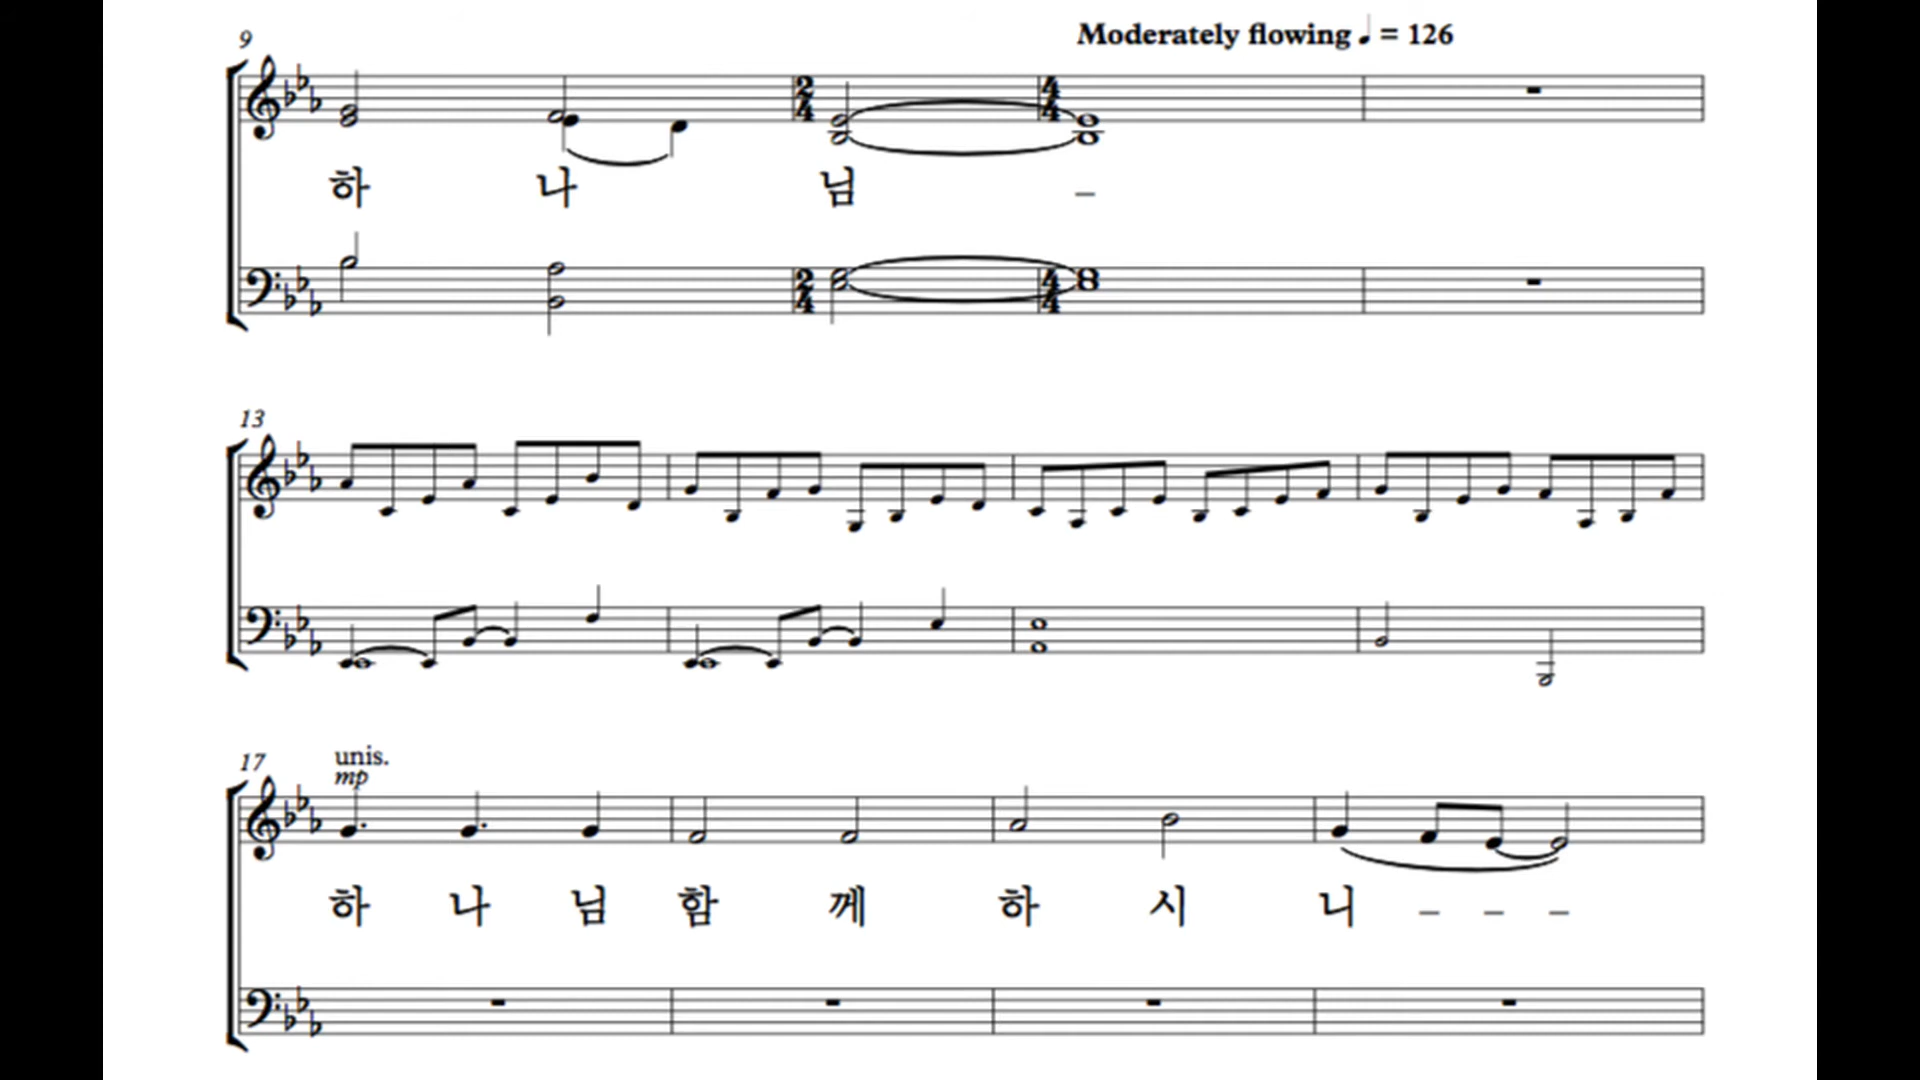 9
Moderately flowing ♩ = 126
하 나 님 –
13
17
unis.
mp
하 나 님 함 께 하 시 니 – – –